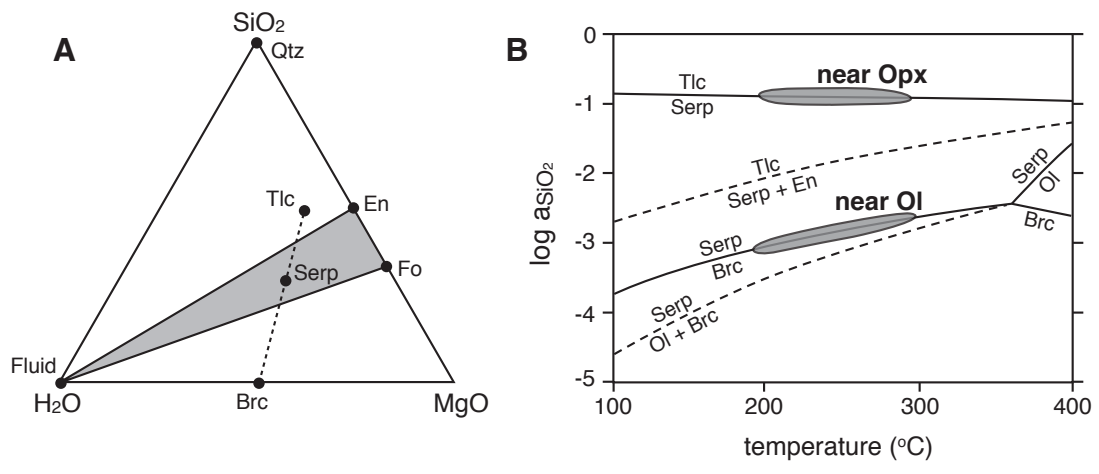 A
SiO2
Qtz
Tlc
En
Serp
Fo
Fluid
H2O
Brc
MgO
B
0
-1
-2
-3
-4
-5
log aSiO2
near Opx
Tlc
Serp
Tlc
Serp + En
near Ol
Serp
Brc
Serp
Ol + Brc
Serp
Ol
Brc
100
200
300
400
temperature (oC)